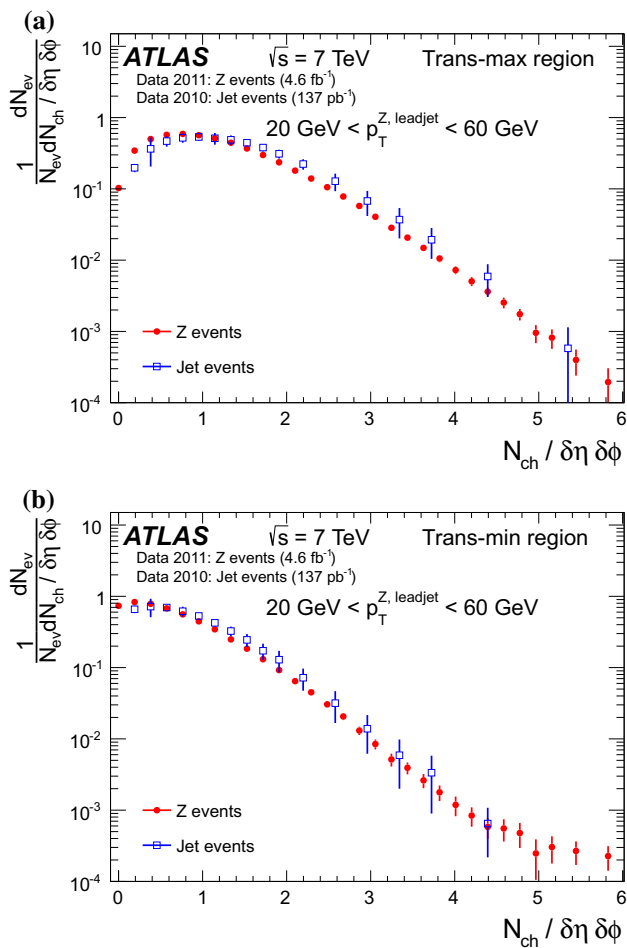 (a)
ATLAS √s = 7 TeV Trans-max region
Data 2011: Z events (4.6 fb⁻¹)
Data 2010: Jet events (137 pb⁻¹)
20 GeV < p_T^{Z, leadjet} < 60 GeV
1/N_ev dN_ev/dN_ch / δη δϕ
10
1
10⁻¹
10⁻²
10⁻³
10⁻⁴
Z events
Jet events
0 1 2 3 4 5 6
N_ch / δη δϕ
(b)
ATLAS √s = 7 TeV Trans-min region
Data 2011: Z events (4.6 fb⁻¹)
Data 2010: Jet events (137 pb⁻¹)
20 GeV < p_T^{Z, leadjet} < 60 GeV
1/N_ev dN_ev/dN_ch / δη δϕ
10
1
10⁻¹
10⁻²
10⁻³
10⁻⁴
Z events
Jet events
0 1 2 3 4 5 6
N_ch / δη δϕ